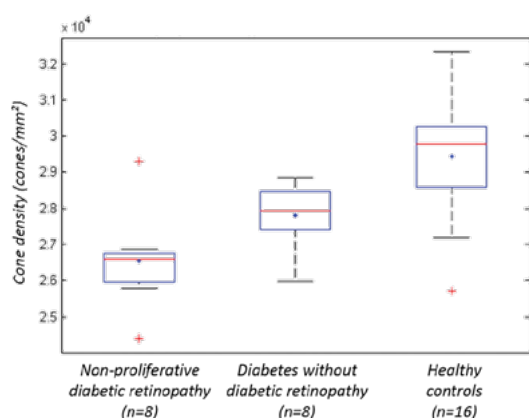 × 10⁴
Cone density (cones/mm²)
3.2
3.1
3
2.9
2.8
2.7
2.6
2.5
Non-proliferative
diabetic retinopathy
(n=8)
Diabetes without
diabetic retinopathy
(n=8)
Healthy
controls
(n=16)